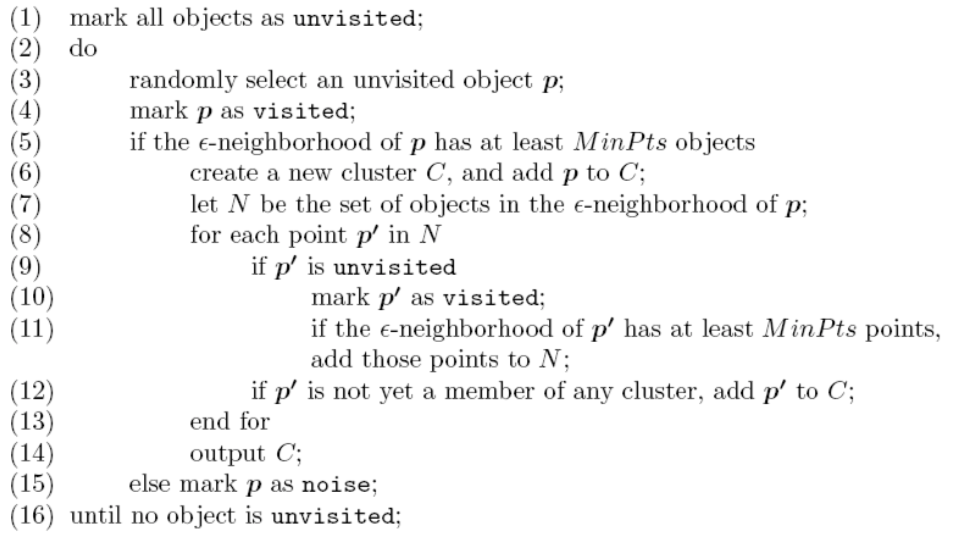 (1) mark all objects as unvisited;
(2) do
(3) randomly select an unvisited object p;
(4) mark p as visited;
(5) if the ϵ-neighborhood of p has at least MinPts objects
(6) create a new cluster C, and add p to C;
(7) let N be the set of objects in the ϵ-neighborhood of p;
(8) for each point p′ in N
(9) if p′ is unvisited
(10) mark p′ as visited;
(11) if the ϵ-neighborhood of p′ has at least MinPts points,
add those points to N;
(12) if p′ is not yet a member of any cluster, add p′ to C;
(13) end for
(14) output C;
(15) else mark p as noise;
(16) until no object is unvisited;